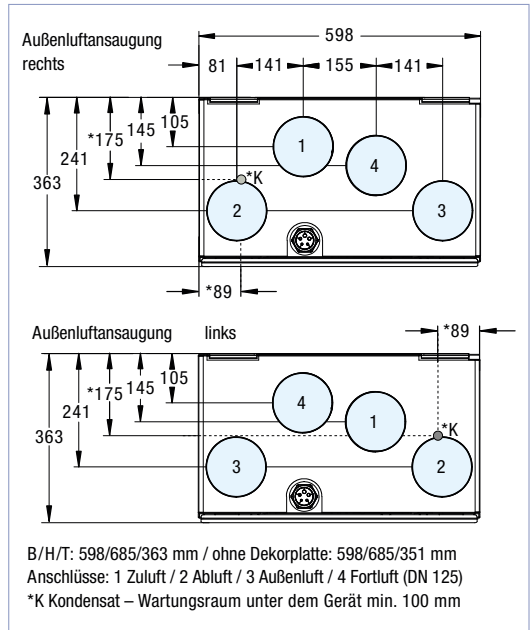 Außenluftansaugung
rechts
598
81 141 155 141
*175 145 105
241
363
1
4
*K
2
3
*89
Außenluftansaugung links
*89
*175 145 105
241
363
4
1
*K
3
2
B/H/T: 598/685/363 mm / ohne Dekorplatte: 598/685/351 mm
Anschlüsse: 1 Zuluft / 2 Abluft / 3 Außenluft / 4 Fortluft (DN 125)
*K Kondensat – Wartungsraum unter dem Gerät min. 100 mm